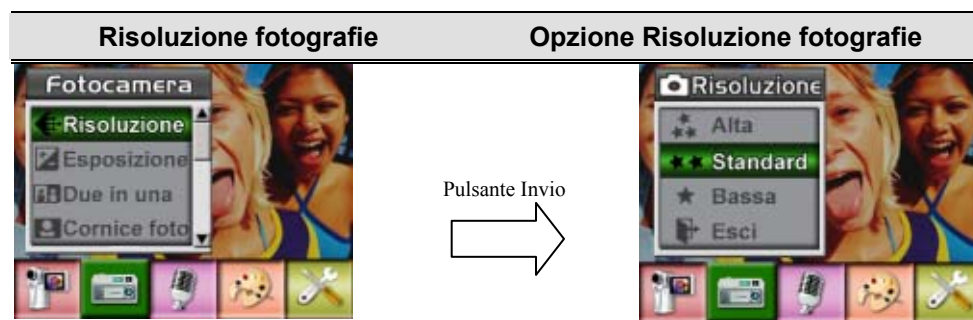 Risoluzione fotografie
Opzione Risoluzione fotografie
Fotocamera
Risoluzione
Esposizione
Due in una
Cornice foto
Pulsante Invio
Risoluzione
Alta
Standard
Bassa
Esci